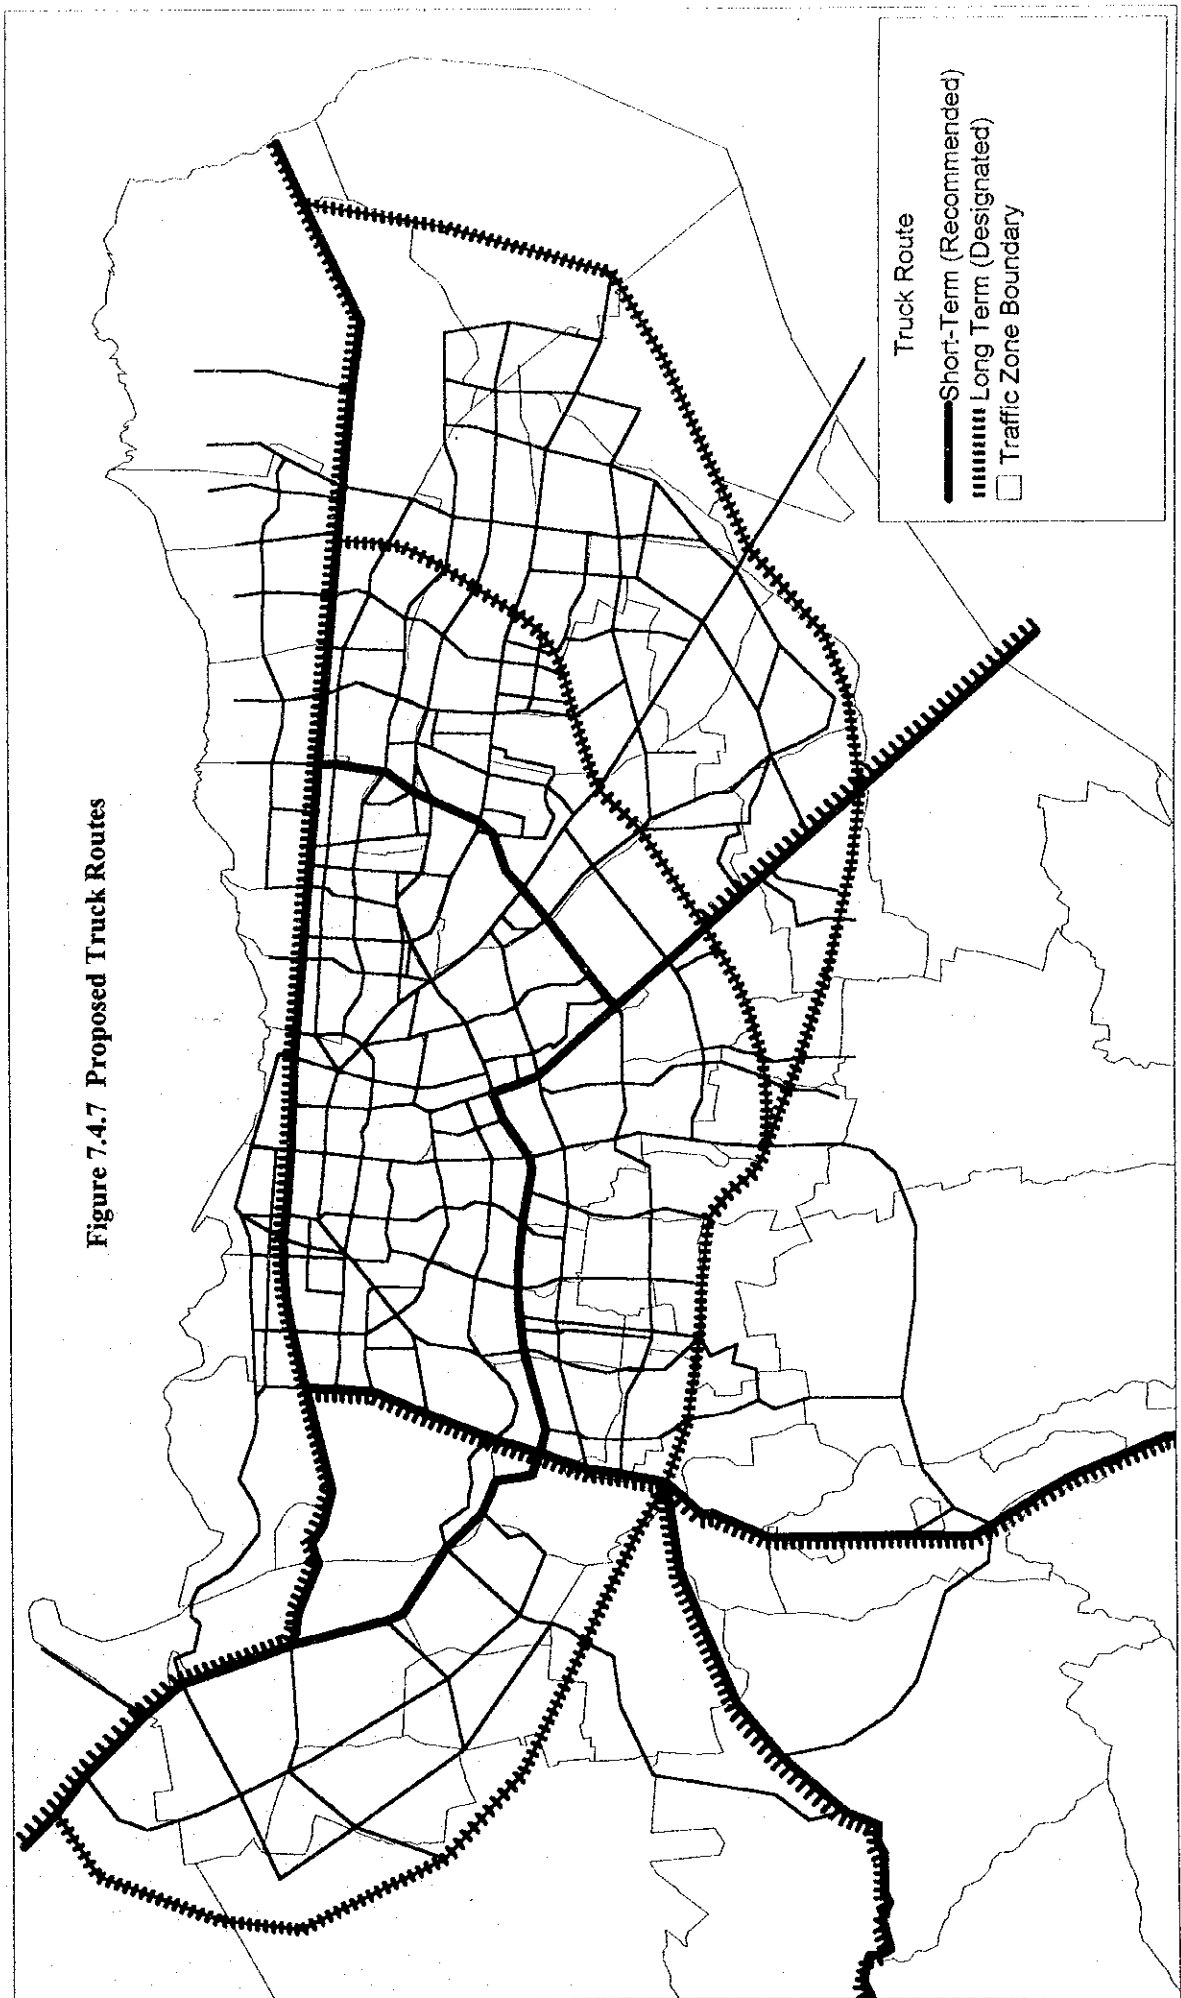 Figure 7.4.7 Proposed Truck Routes
Truck Route
Short-Term (Recommended)
Long Term (Designated)
Traffic Zone Boundary